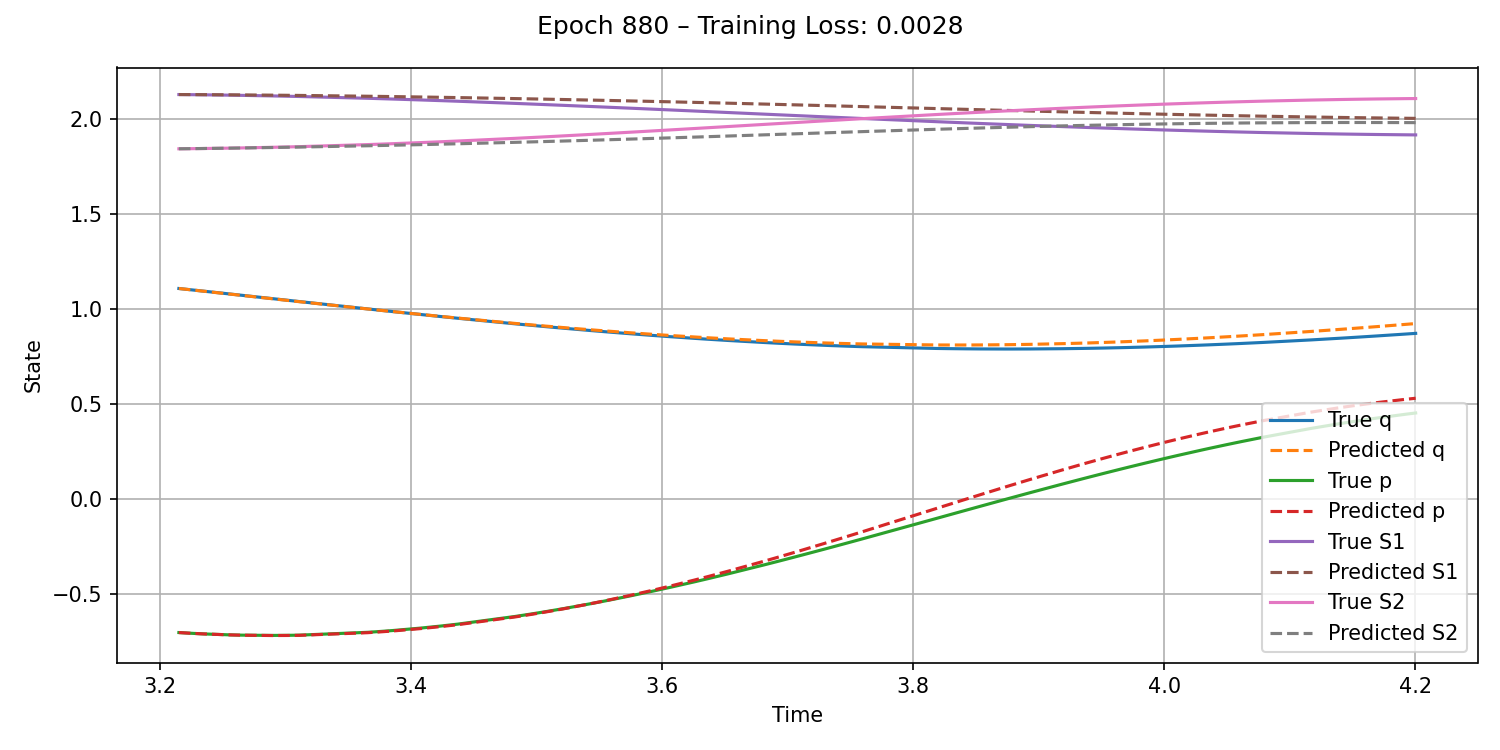 Epoch 880 – Training Loss: 0.0028
State
2.0
1.5
1.0
0.5
0.0
−0.5
True q
Predicted q
True p
Predicted p
True S1
Predicted S1
True S2
Predicted S2
3.2 3.4 3.6 3.8 4.0 4.2
Time